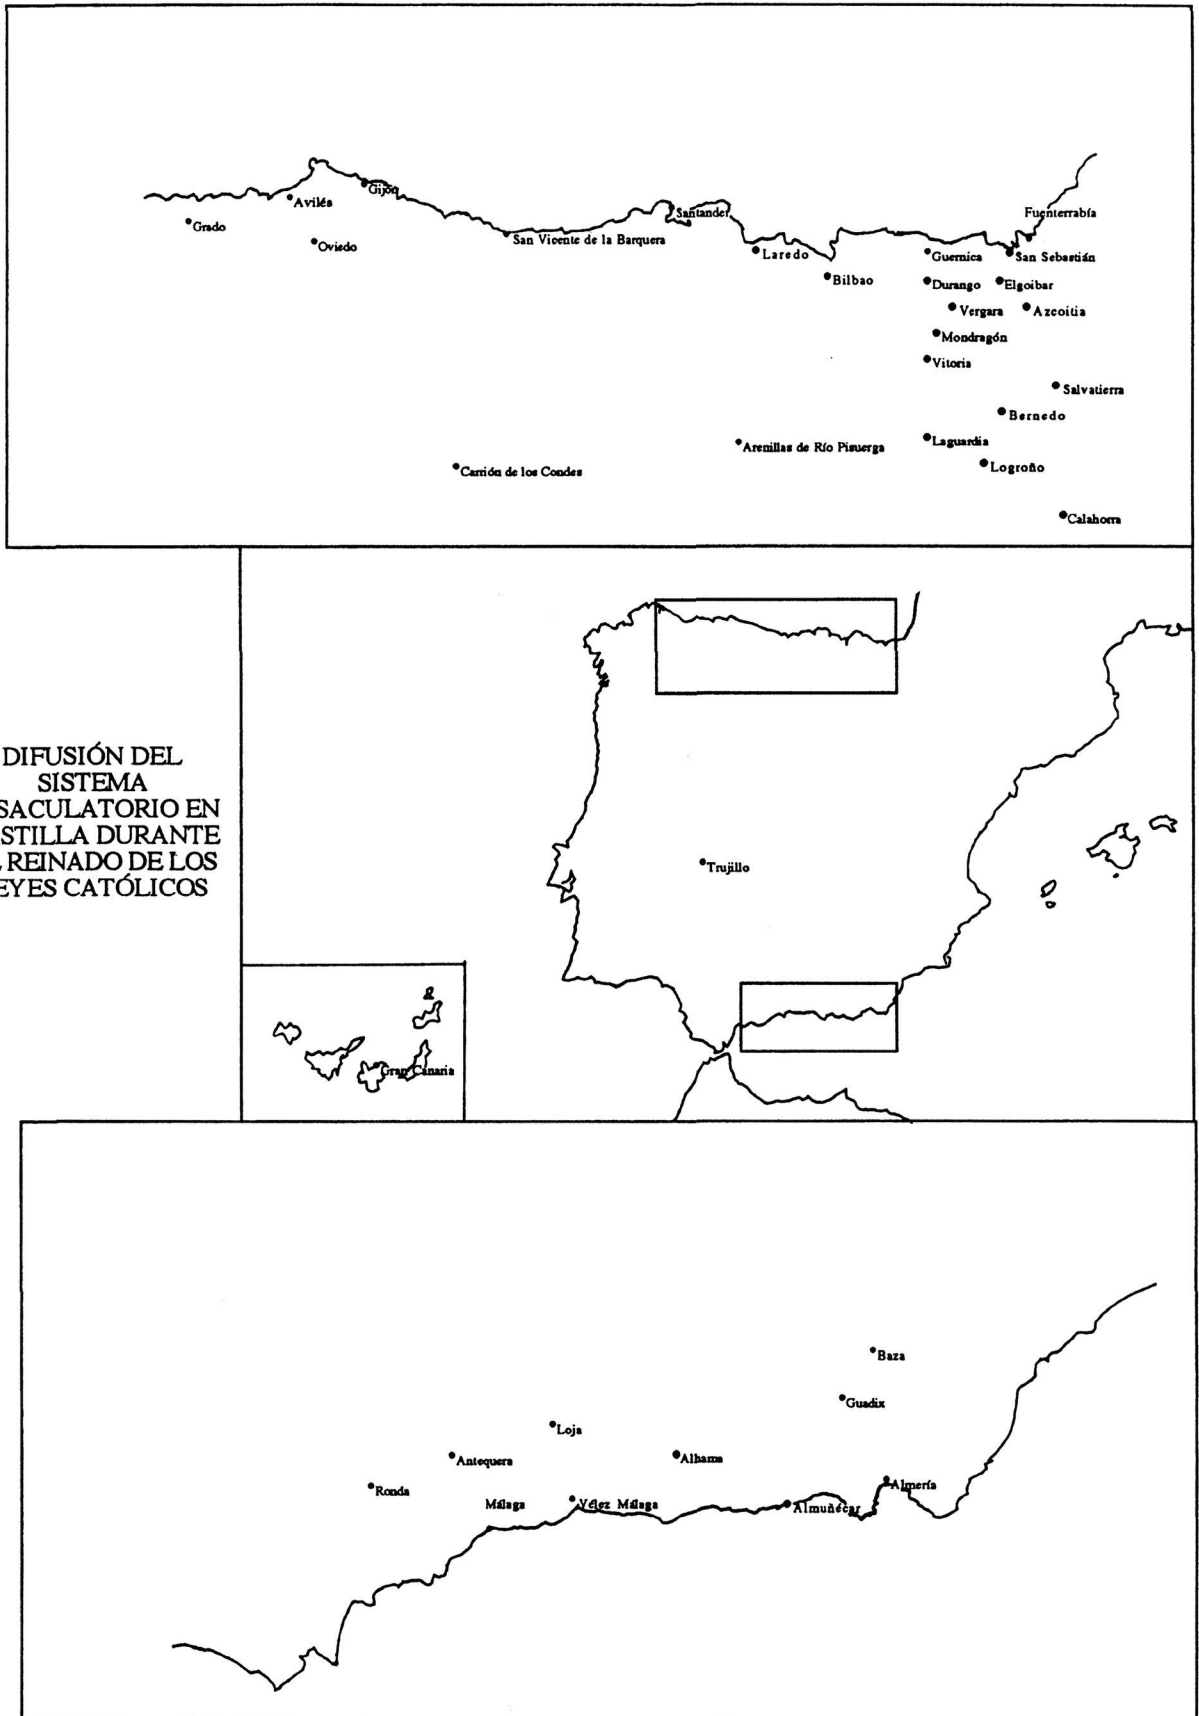 Gijón
Avilés
Grado
Oviedo
San Vicente de la Barquera
Santander
Laredo
Bilbao
Fuenterrabía
Guernica
San Sebastián
Durango
Elgoibar
Vergara
Azcoitia
Mondragón
Vitoria
Salvatierra
Bernedo
Laguardia
Arenillas de Río Pisuerga
Carrión de los Condes
Logroño
Calahorra
DIFUSIÓN DEL
SISTEMA
SACULATORIO EN
STILLA DURANTE
REINADO DE LOS
EYES CATÓLICOS
Trujillo
Gran Canaria
Baza
Guadix
Loja
Antequera
Alhama
Ronda
Málaga
Vélez Málaga
Almuñécar
Almería